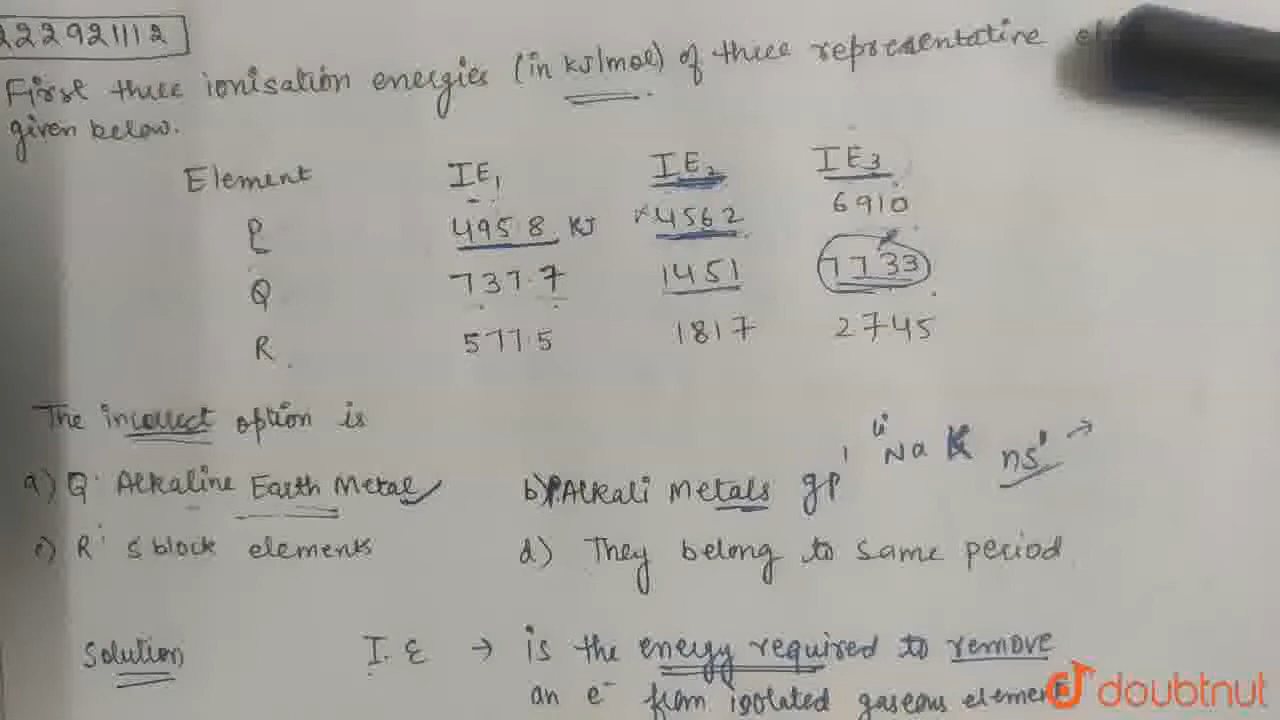 222921112
First three ionisation energies (in kJ/mol) of three representative
given below.
Element IE1 IE2 IE3
P 495.8 KJ 4562 6910
Q 737.7 1451 7733
R 577.5 1817 2745
The incorrect option is
a) Q: Alkaline Earth Metal
b) P: Alkali Metals gp 1 Li Na K ns1 →
c) R: s block elements
d) They belong to same period
Solution I.E → is the energy required to remove
an e- from isolated gaseous element
doubtnut